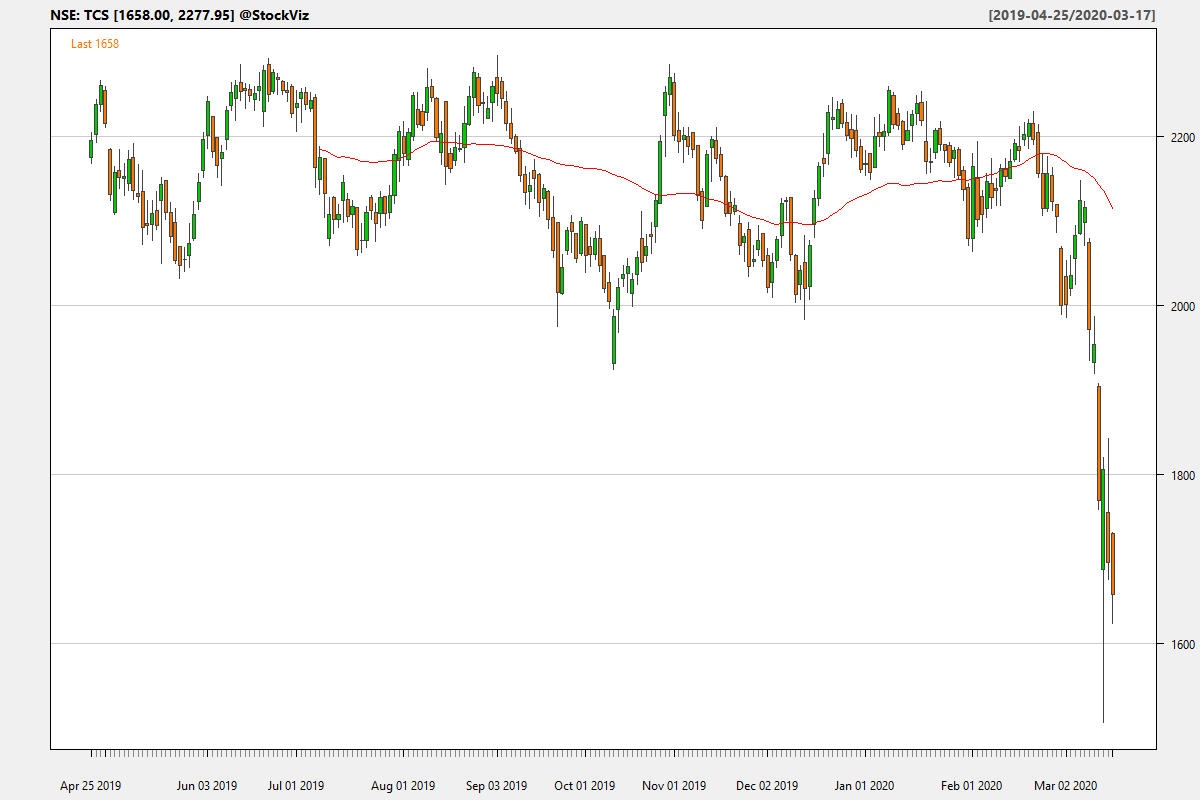 NSE: TCS [1658.00, 2277.95] @StockViz
[2019-04-25/2020-03-17]
Last 1658
2200
2000
1800
1600
Apr 25 2019
Jun 03 2019
Jul 01 2019
Aug 01 2019
Sep 03 2019
Oct 01 2019
Nov 01 2019
Dec 02 2019
Jan 01 2020
Feb 01 2020
Mar 02 2020